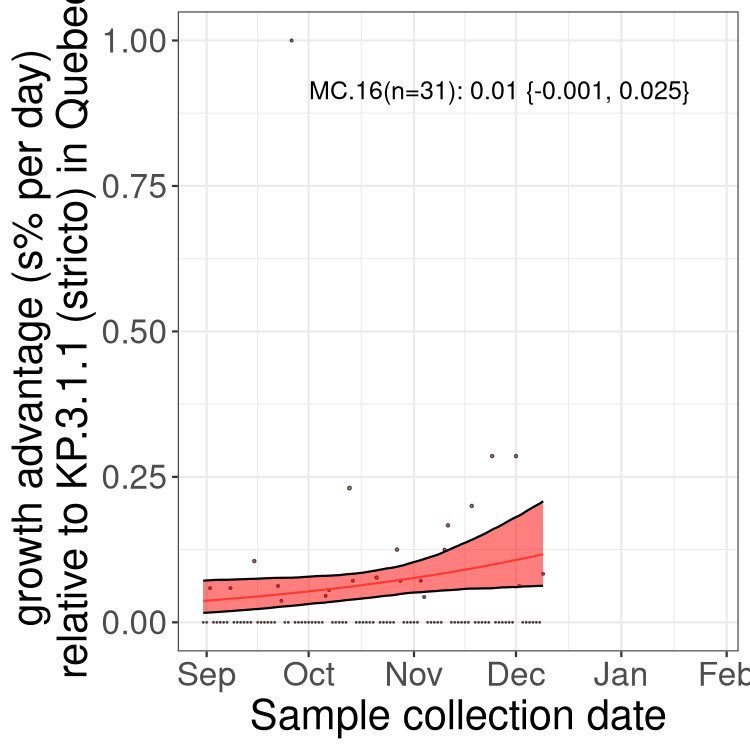 growth advantage (s% per day)
relative to KP.3.1.1 (stricto) in Quebec
1.00
0.75
0.50
0.25
0.00
MC.16(n=31): 0.01 {-0.001, 0.025}
Sep Oct Nov Dec Jan Feb
Sample collection date